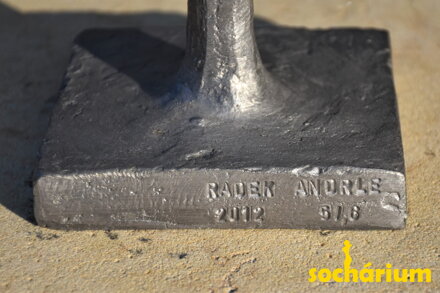 RADEK ANDRLE
2012 5/6
sochárium